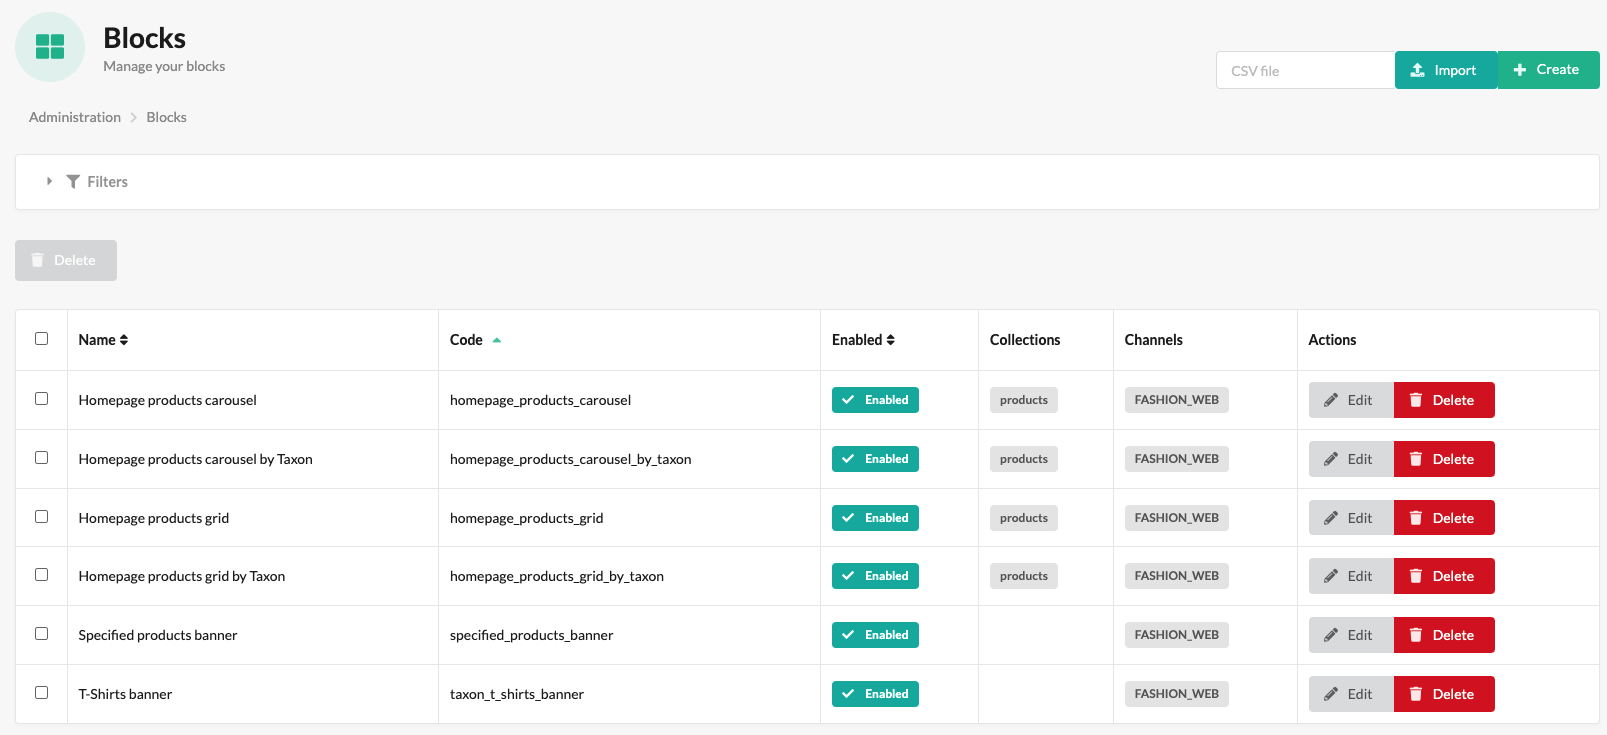 Blocks
Manage your blocks
CSV file Import Create
Administration Blocks
Filters
Delete
Name Code Enabled Collections Channels Actions
Homepage products carousel homepage_products_carousel Enabled products FASHION_WEB Edit Delete
Homepage products carousel by Taxon homepage_products_carousel_by_taxon Enabled products FASHION_WEB Edit Delete
Homepage products grid homepage_products_grid Enabled products FASHION_WEB Edit Delete
Homepage products grid by Taxon homepage_products_grid_by_taxon Enabled products FASHION_WEB Edit Delete
Specified products banner specified_products_banner Enabled FASHION_WEB Edit Delete
T-Shirts banner taxon_t_shirts_banner Enabled FASHION_WEB Edit Delete